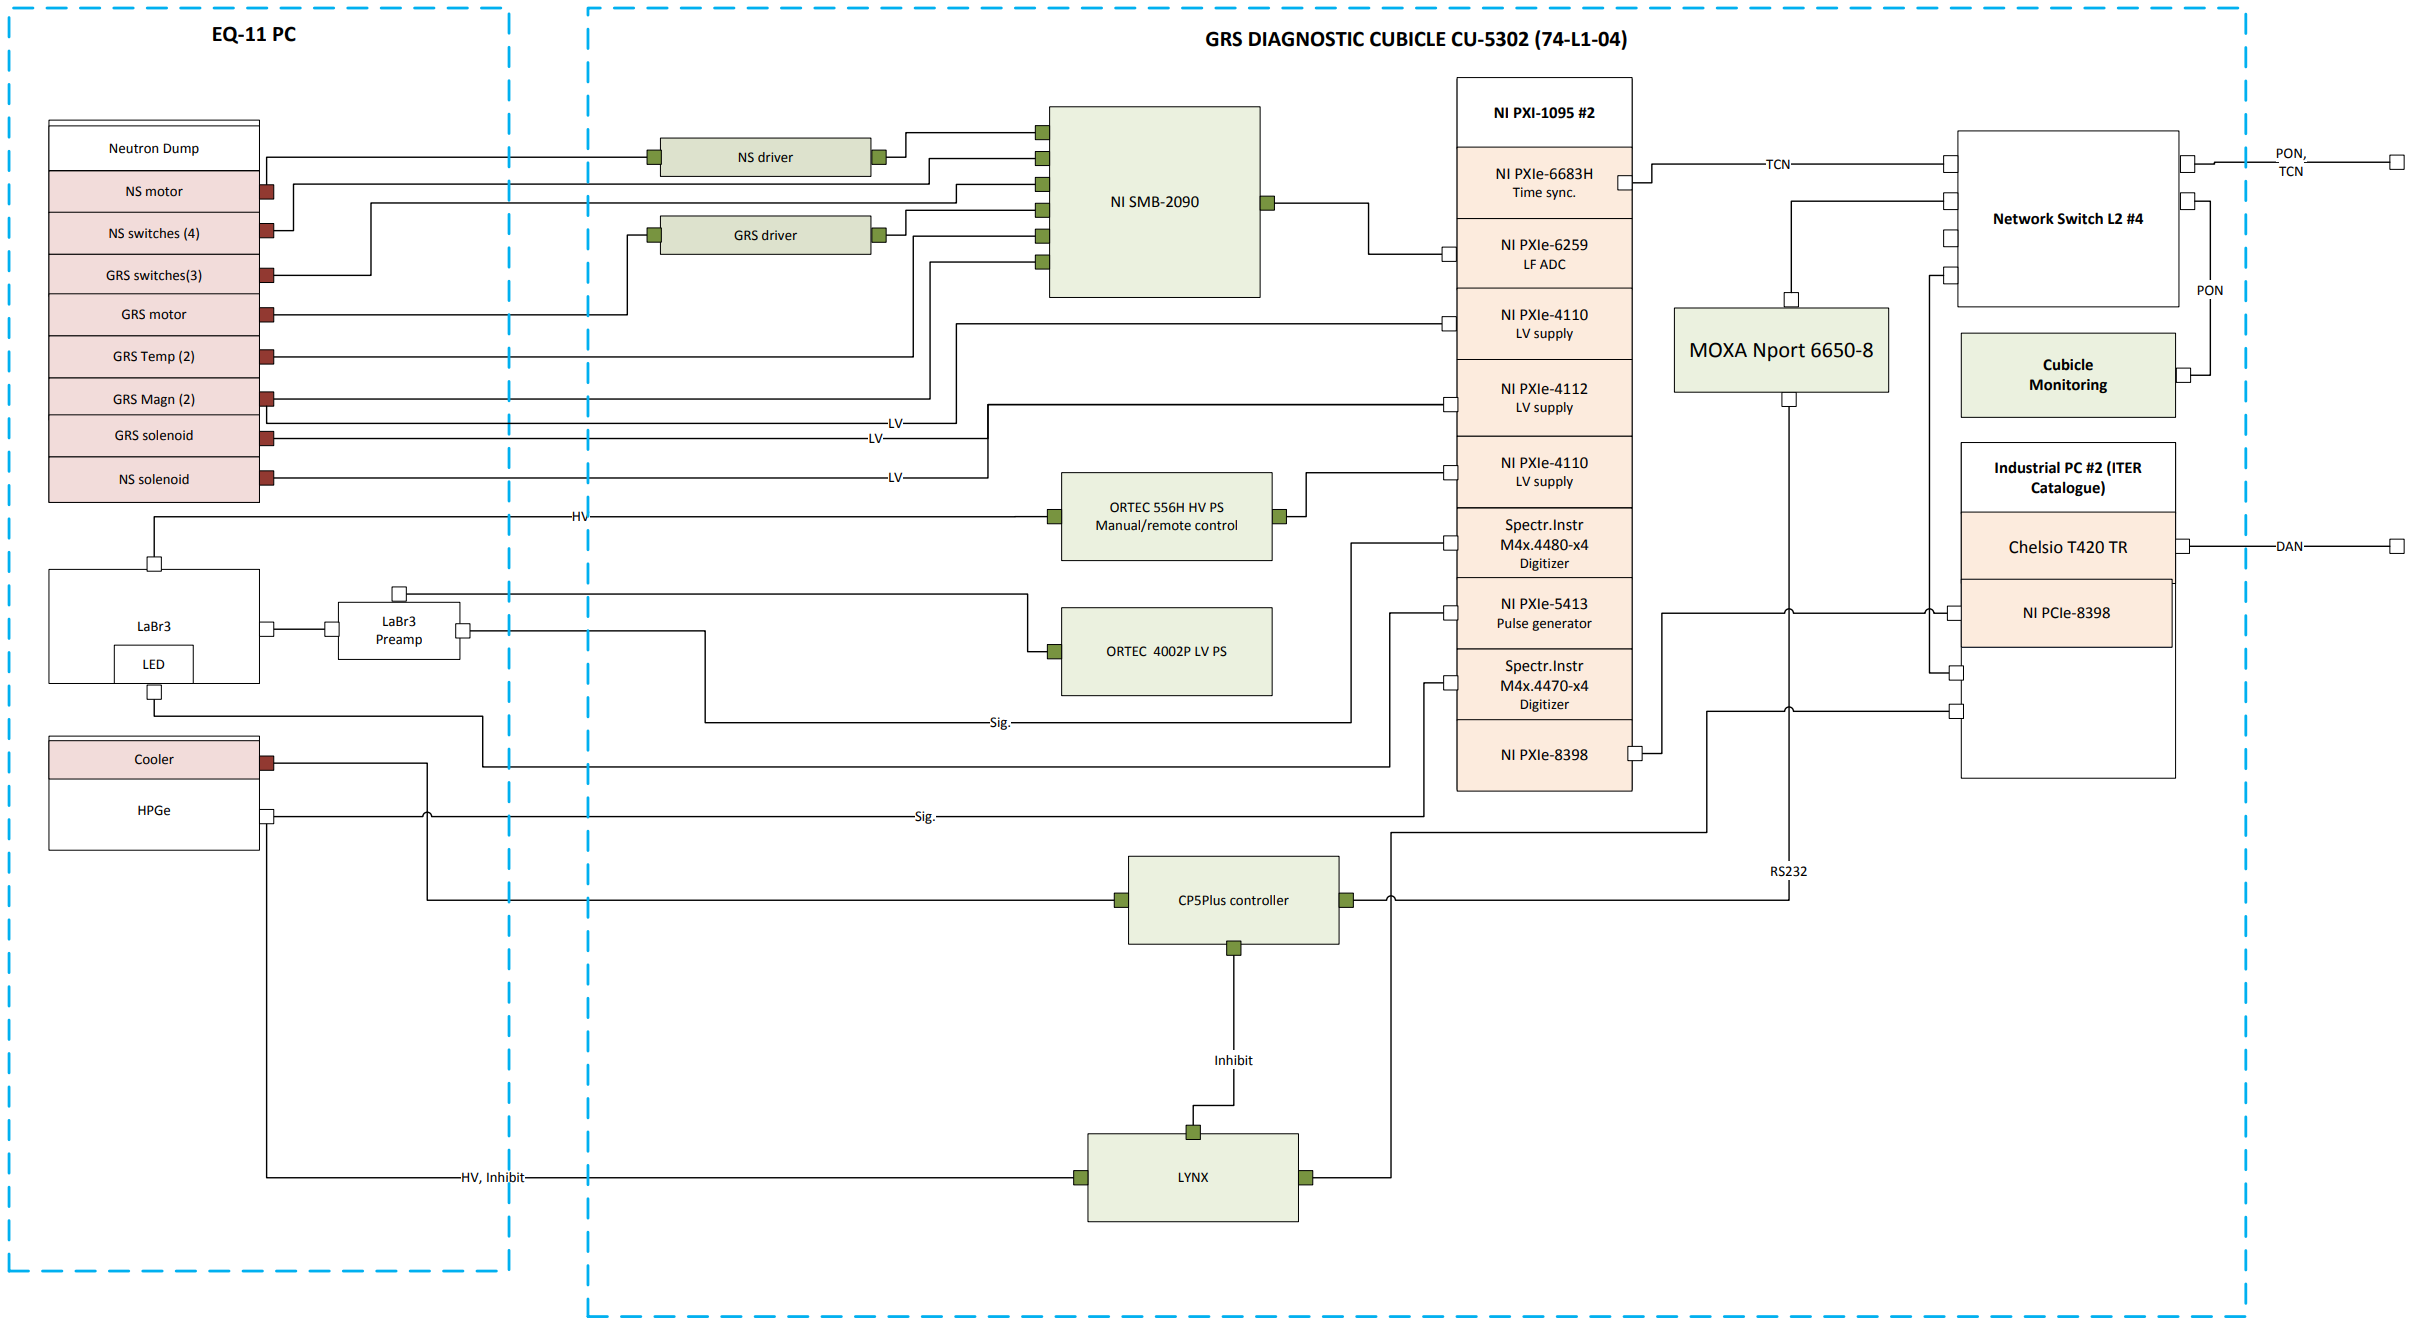 EQ-11 PC
GRS DIAGNOSTIC CUBICLE CU-5302 (74-L1-04)
Neutron Dump
NS motor
NS switches (4)
GRS switches(3)
GRS motor
GRS Temp (2)
GRS Magn (2)
GRS solenoid
NS solenoid
LV
LV
LV
HV
LaBr3
LED
LaBr3
Preamp
Cooler
HPGe
Sig.
Sig.
HV, Inhibit
NS driver
GRS driver
NI SMB-2090
ORTEC 556H HV PS
Manual/remote control
ORTEC  4002P LV PS
CP5Plus controller
Inhibit
LYNX
NI PXI-1095 #2
NI PXIe-6683H
Time sync.
NI PXIe-6259
LF ADC
NI PXIe-4110
LV supply
NI PXIe-4112
LV supply
NI PXIe-4110
LV supply
Spectr.Instr
M4x.4480-x4
Digitizer
NI PXIe-5413
Pulse generator
Spectr.Instr
M4x.4470-x4
Digitizer
NI PXIe-8398
TCN
MOXA Nport 6650-8
RS232
Network Switch L2 #4
PON,
TCN
PON
Cubicle
Monitoring
Industrial PC #2 (ITER
Catalogue)
Chelsio T420 TR
DAN
NI PCIe-8398